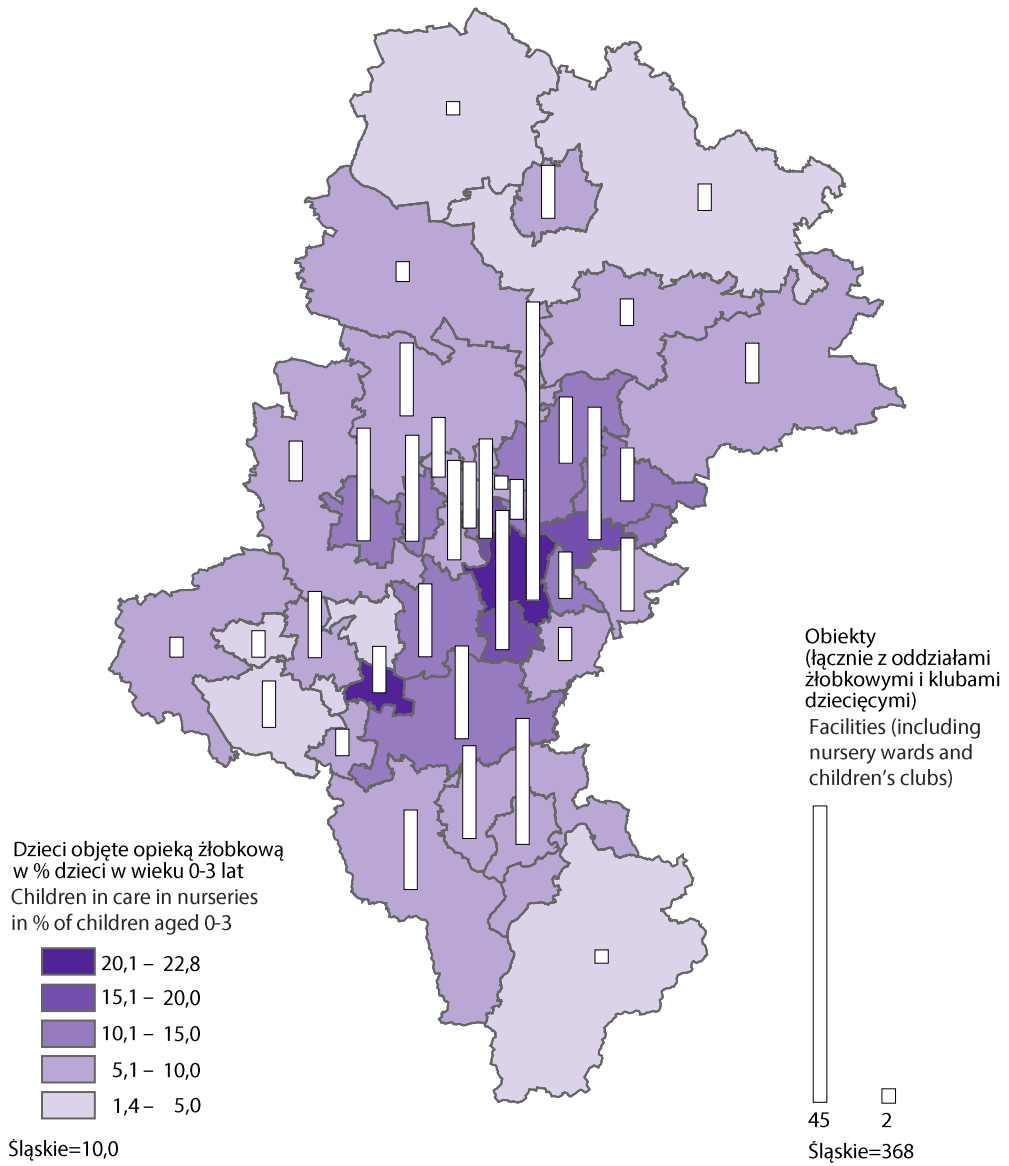 Obiekty
(łącznie z oddziałami
żłobkowymi i klubami
dziecięcymi)
Facilities (including
nursery wards and
children's clubs)
45
2
Śląskie=368
Dzieci objęte opieką żłobkową
w % dzieci w wieku 0-3 lat
Children in care in nurseries
in % of children aged 0-3
20,1 – 22,8
15,1 – 20,0
10,1 – 15,0
5,1 – 10,0
1,4 – 5,0
Śląskie=10,0